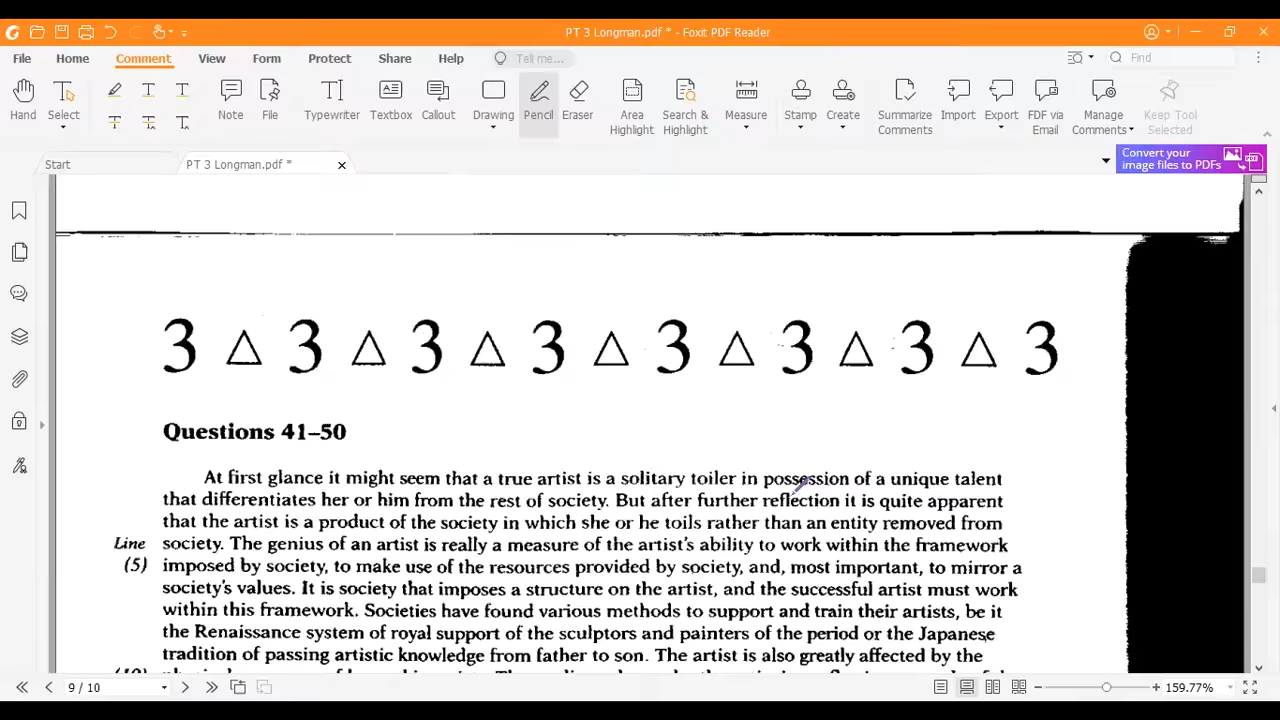 PT 3 Longman.pdf * - Foxit PDF Reader
File Home Comment View Form Protect Share Help Tell me... Find
Hand Select Note File Typewriter Textbox Callout Drawing Pencil Eraser Area Highlight Search & Highlight Measure Stamp Create Summarize Comments Import Export FDF via Email Manage Comments Keep Tool Selected
Start PT 3 Longman.pdf * Convert your image files to PDFs
3 △ 3 △ 3 △ 3 △ 3 △ 3 △ 3 △ 3
Questions 41–50
At first glance it might seem that a true artist is a solitary toiler in possession of a unique talent
that differentiates her or him from the rest of society. But after further reflection it is quite apparent
that the artist is a product of the society in which she or he toils rather than an entity removed from
Line society. The genius of an artist is really a measure of the artist's ability to work within the framework
(5) imposed by society, to make use of the resources provided by society, and, most important, to mirror a
society's values. It is society that imposes a structure on the artist, and the successful artist must work
within this framework. Societies have found various methods to support and train their artists, be it
the Renaissance system of royal support of the sculptors and painters of the period or the Japanese
tradition of passing artistic knowledge from father to son. The artist is also greatly affected by the
9 / 10 159.77%